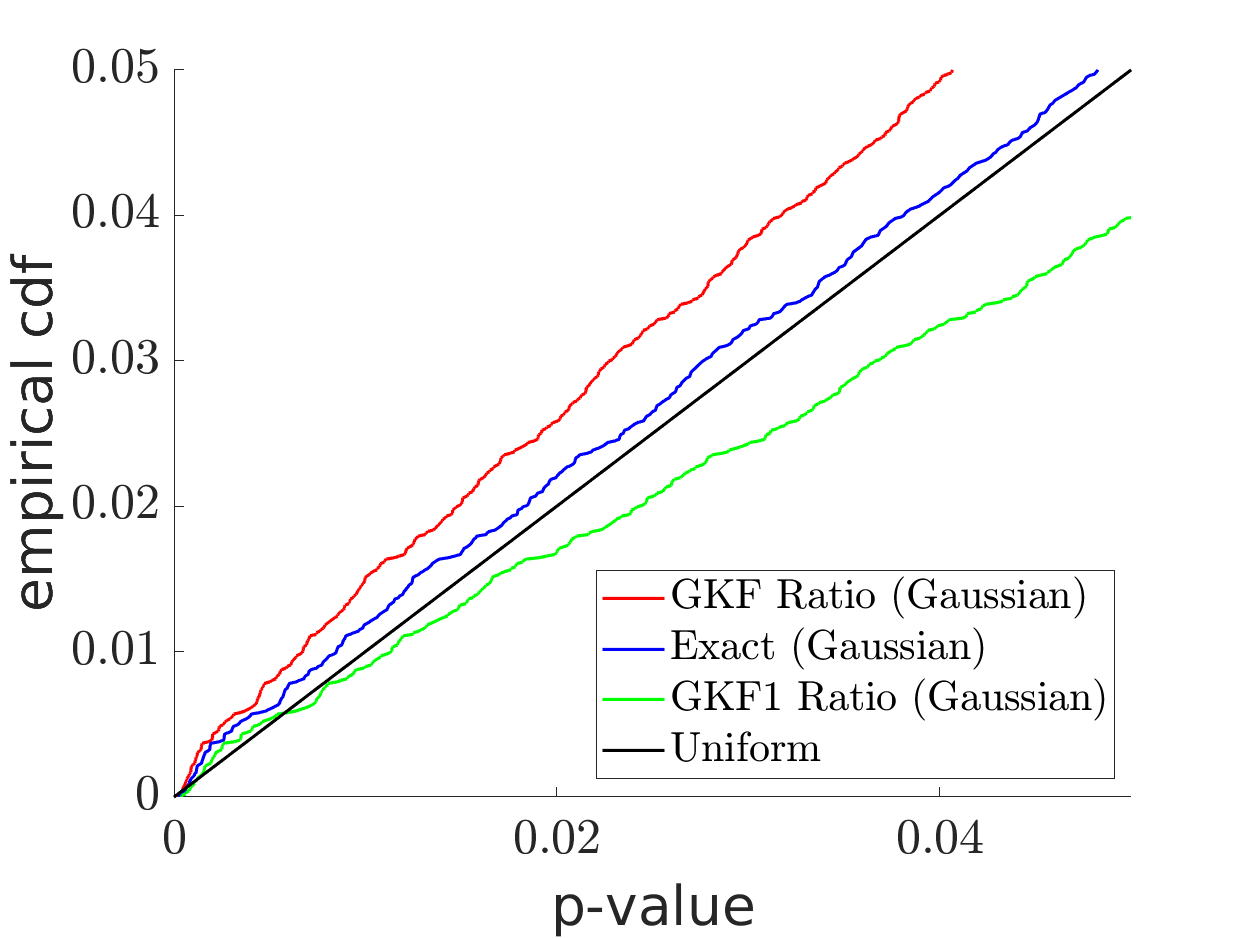 0.05
0.04
0.03
0.02
0.01
0
empirical cdf
GKF Ratio (Gaussian)
Exact (Gaussian)
GKF1 Ratio (Gaussian)
Uniform
0 0.02 0.04
p-value